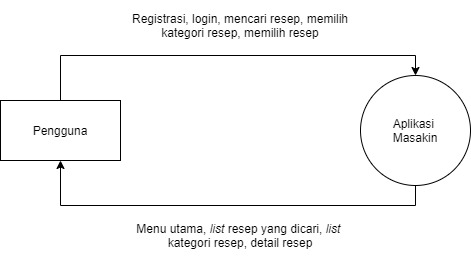 Registrasi, login, mencari resep, memilih
kategori resep, memilih resep
Pengguna
Aplikasi
Masakin
Menu utama, list resep yang dicari, list
kategori resep, detail resep